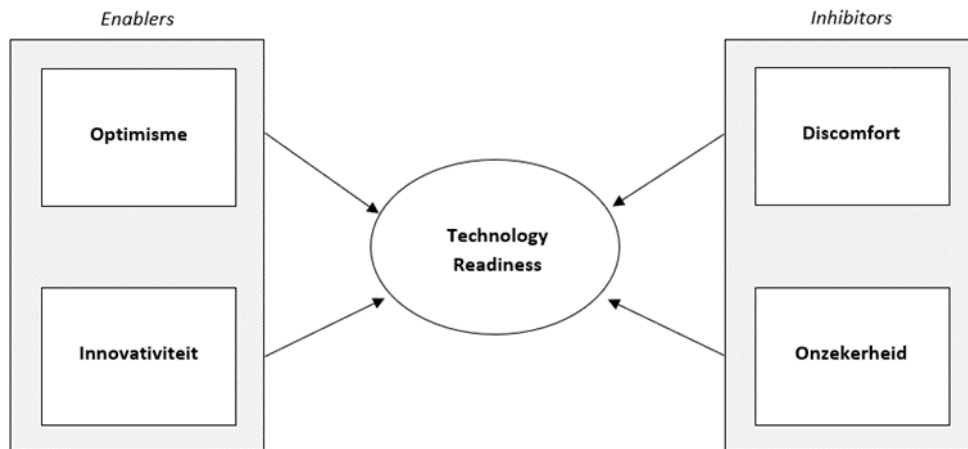 Enablers
Inhibitors
Optimisme
Discomfort
Technology
Readiness
Innovativiteit
Onzekerheid